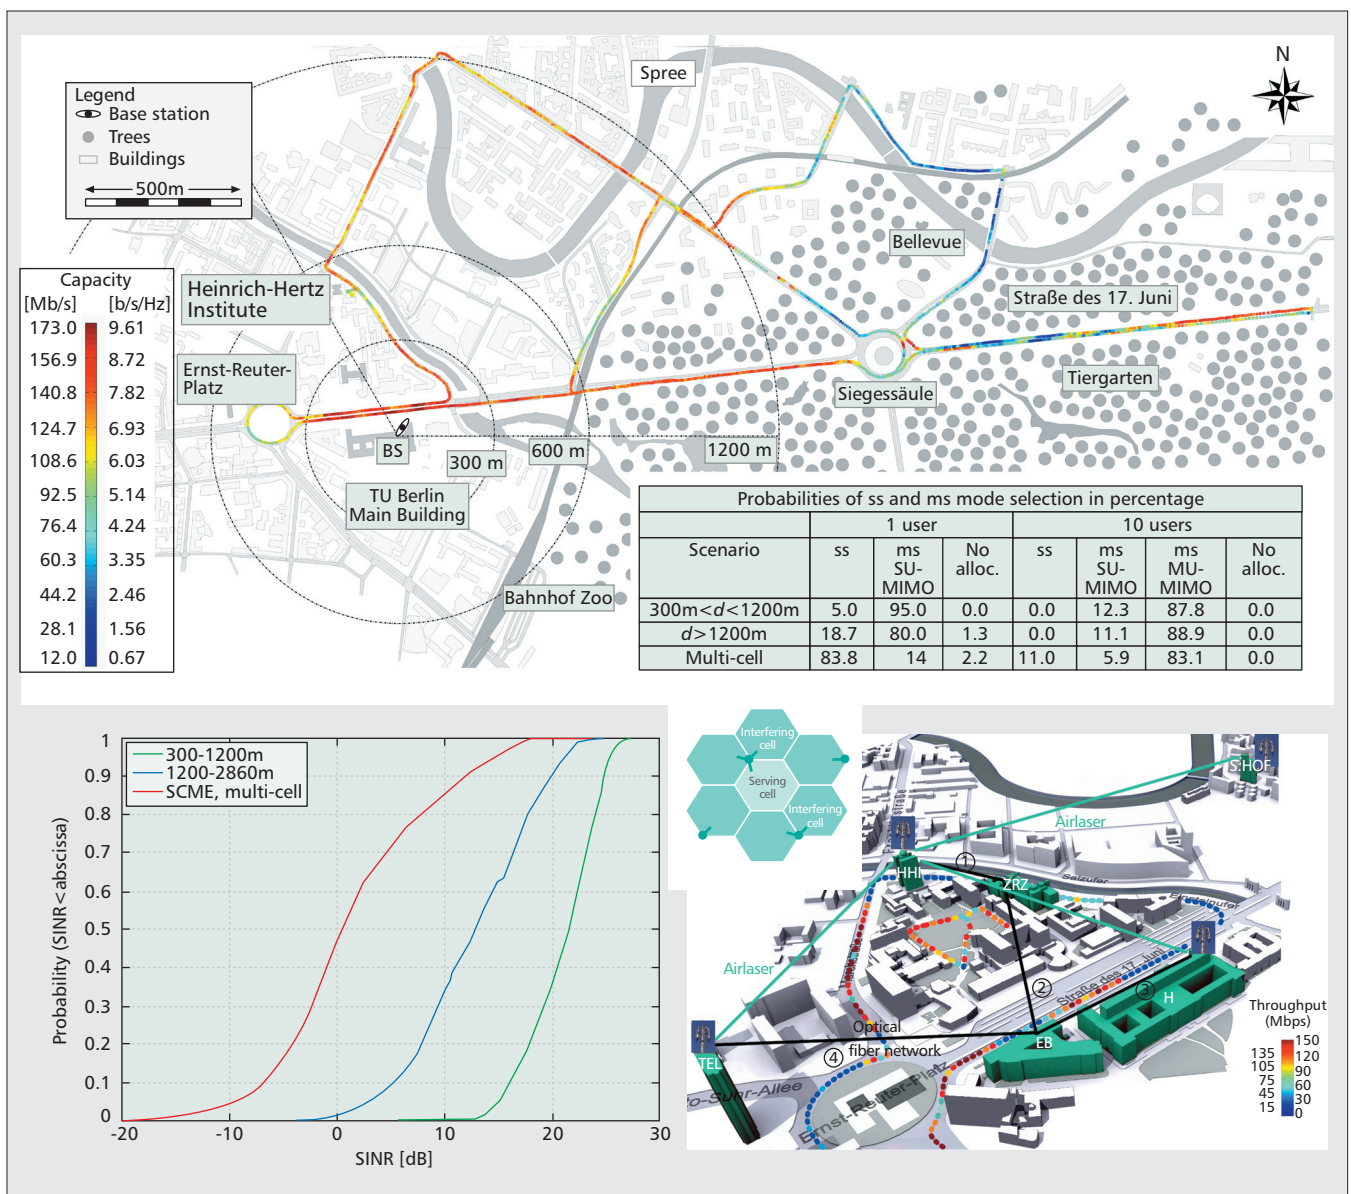 N
Spree
Legend
Base station
Trees
Buildings
500m
Bellevue
Capacity
[Mb/s] [b/s/Hz]
173.0 9.61
156.9 8.72
140.8 7.82
124.7 6.93
108.6 6.03
92.5 5.14
76.4 4.24
60.3 3.35
44.2 2.46
28.1 1.56
12.0 0.67
Heinrich-Hertz
Institute
Straße des 17. Juni
Ernst-Reuter-
Platz
Tiergarten
Siegessäule
BS
300 m
600 m
1200 m
TU Berlin
Main Building
Bahnhof Zoo
Probabilities of ss and ms mode selection in percentage
1 user 10 users
Scenario ss ms No ss ms ms No
SU- alloc. SU- MU- alloc.
MIMO MIMO MIMO
300m<d<1200m 5.0 95.0 0.0 0.0 12.3 87.8 0.0
d>1200m 18.7 80.0 1.3 0.0 11.1 88.9 0.0
Multi-cell 83.8 14 2.2 11.0 5.9 83.1 0.0
300-1200m
1200-2860m
SCME, multi-cell
1
0.9
0.8
0.7
0.6
0.5
0.4
0.3
0.2
0.1
0
-20 -10 0 10 20 30
Probability (SINR<abscissa)
SINR [dB]
Interfering
cell
Serving
cell
Interfering
cell
S:HOF
Airlaser
HHI
1
ZRZ
Salzufer
Einsteinufer
Airlaser
Straße des 17. Juni
2
3
H
Optical
fiber network
EB
4
TEL
Ernst-Reuter-Platz
Throughput
(Mbps)
150
135
120
105
90
75
60
45
30
15
0